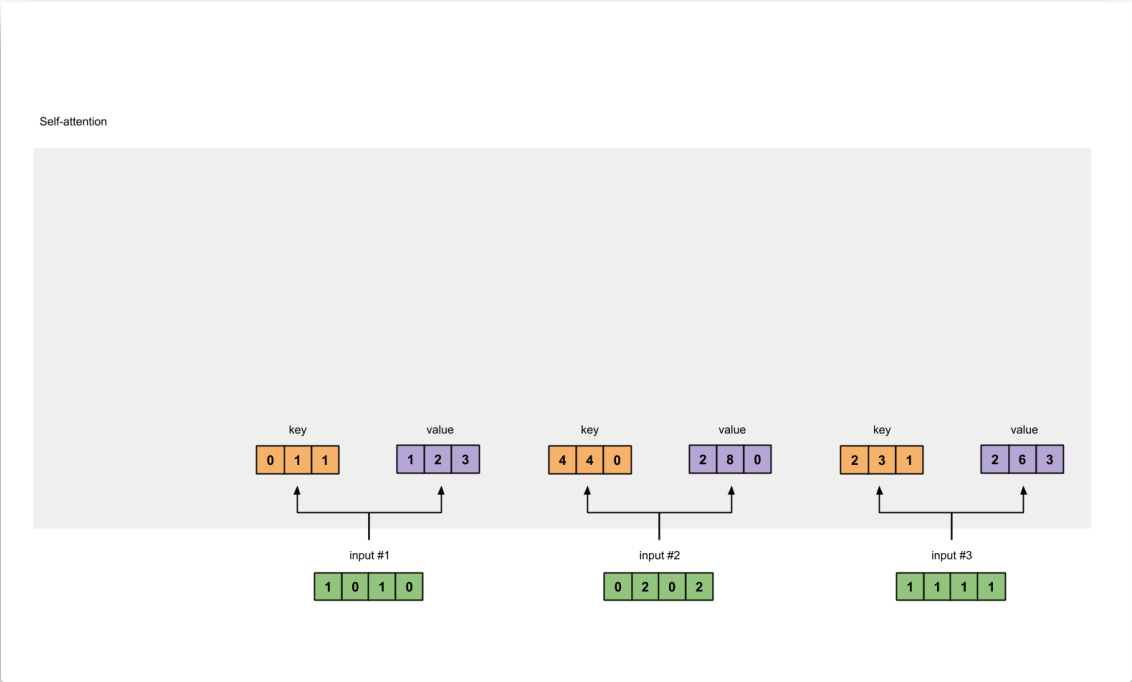 Self-attention
key value key value key value
0 1 1 1 2 3 4 4 0 2 8 0 2 3 1 2 6 3
input #1 input #2 input #3
1 0 1 0 0 2 0 2 1 1 1 1